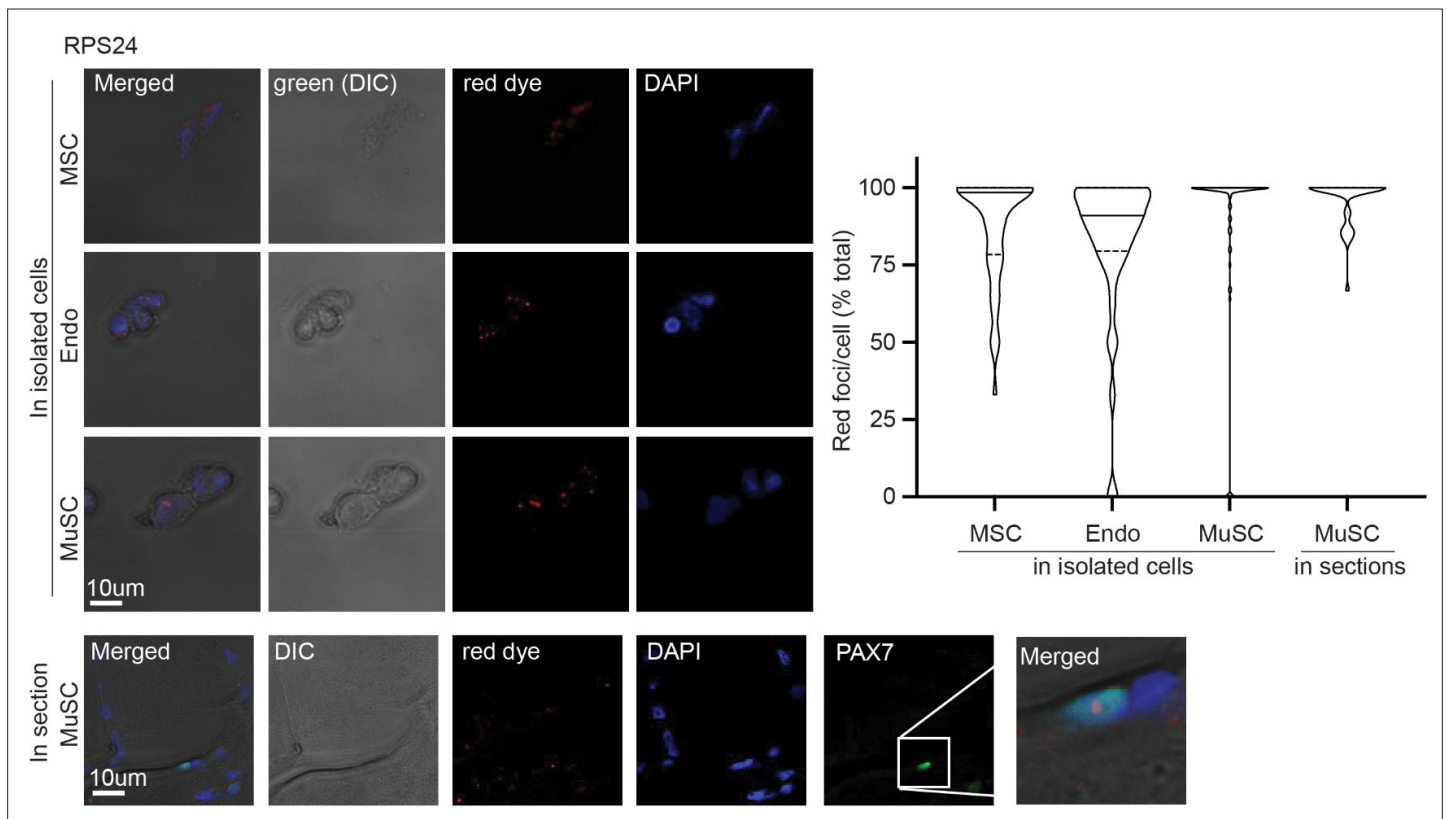 RPS24
Merged
green (DIC)
red dye
DAPI
In isolated cells
MSC
Endo
MuSC
10um
Red foci/cell (% total)
100
75
50
25
0
MSC
Endo
MuSC
MuSC
in isolated cells
in sections
In section
MuSC
Merged
DIC
red dye
DAPI
PAX7
Merged
10um